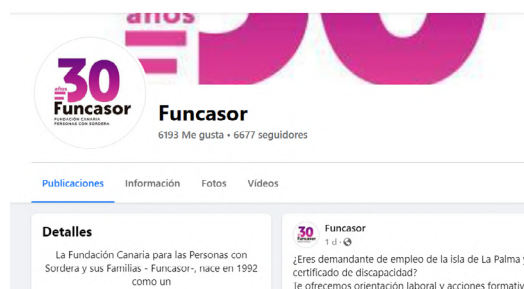 años
30
años
30
Funcasor
FUNDACIÓN CANARIA
PERSONAS CON SORDERA
Funcasor
6193 Me gusta • 6677 seguidores
Publicaciones Información Fotos Vídeos
Detalles
La Fundación Canaria para las Personas con
Sordera y sus Familias - Funcasor-, nace en 1992
como un
30
Funcasor
Funcasor
1 d ·
¿Eres demandante de empleo de la isla de La Palma y
certificado de discapacidad?
Te ofrecemos orientación laboral y acciones formativ